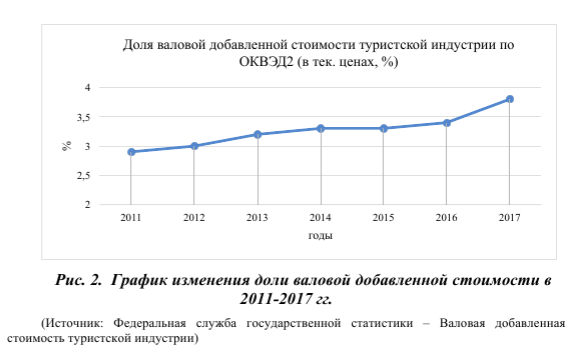 Доля валовой добавленной стоимости туристской индустрии по
ОКВЭД2 (в тек. ценах, %)
4
3,5
3
2,5
2
%
2011 2012 2013 2014 2015 2016 2017
годы
Рис. 2. График изменения доли валовой добавленной стоимости в
2011-2017 гг.
(Источник: Федеральная служба государственной статистики – Валовая добавленная
стоимость туристской индустрии)